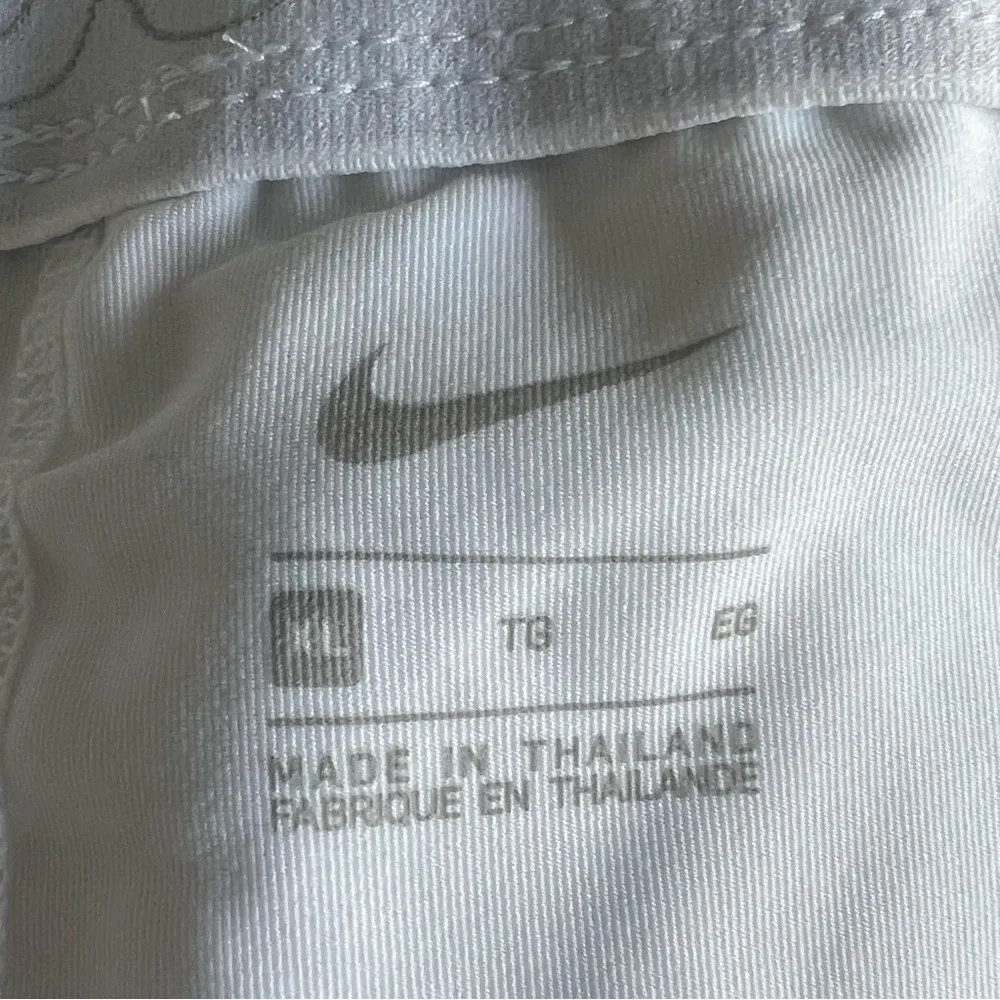 XL TG EG
MADE IN THAILAND
FABRIQUE EN THAILANDE